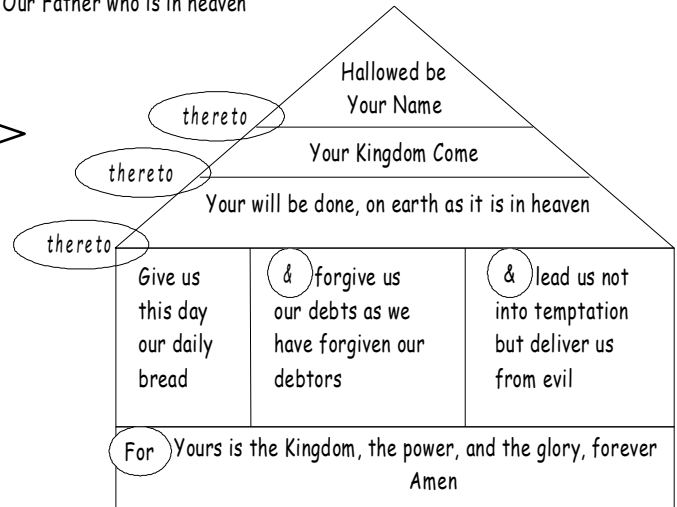 Our Father who is in heaven
Hallowed be
Your Name
thereto
Your Kingdom Come
thereto
Your will be done, on earth as it is in heaven
thereto
Give us
this day
our daily
bread
& forgive us
our debts as we
have forgiven our
debtors
& lead us not
into temptation
but deliver us
from evil
For Yours is the Kingdom, the power, and the glory, forever
Amen